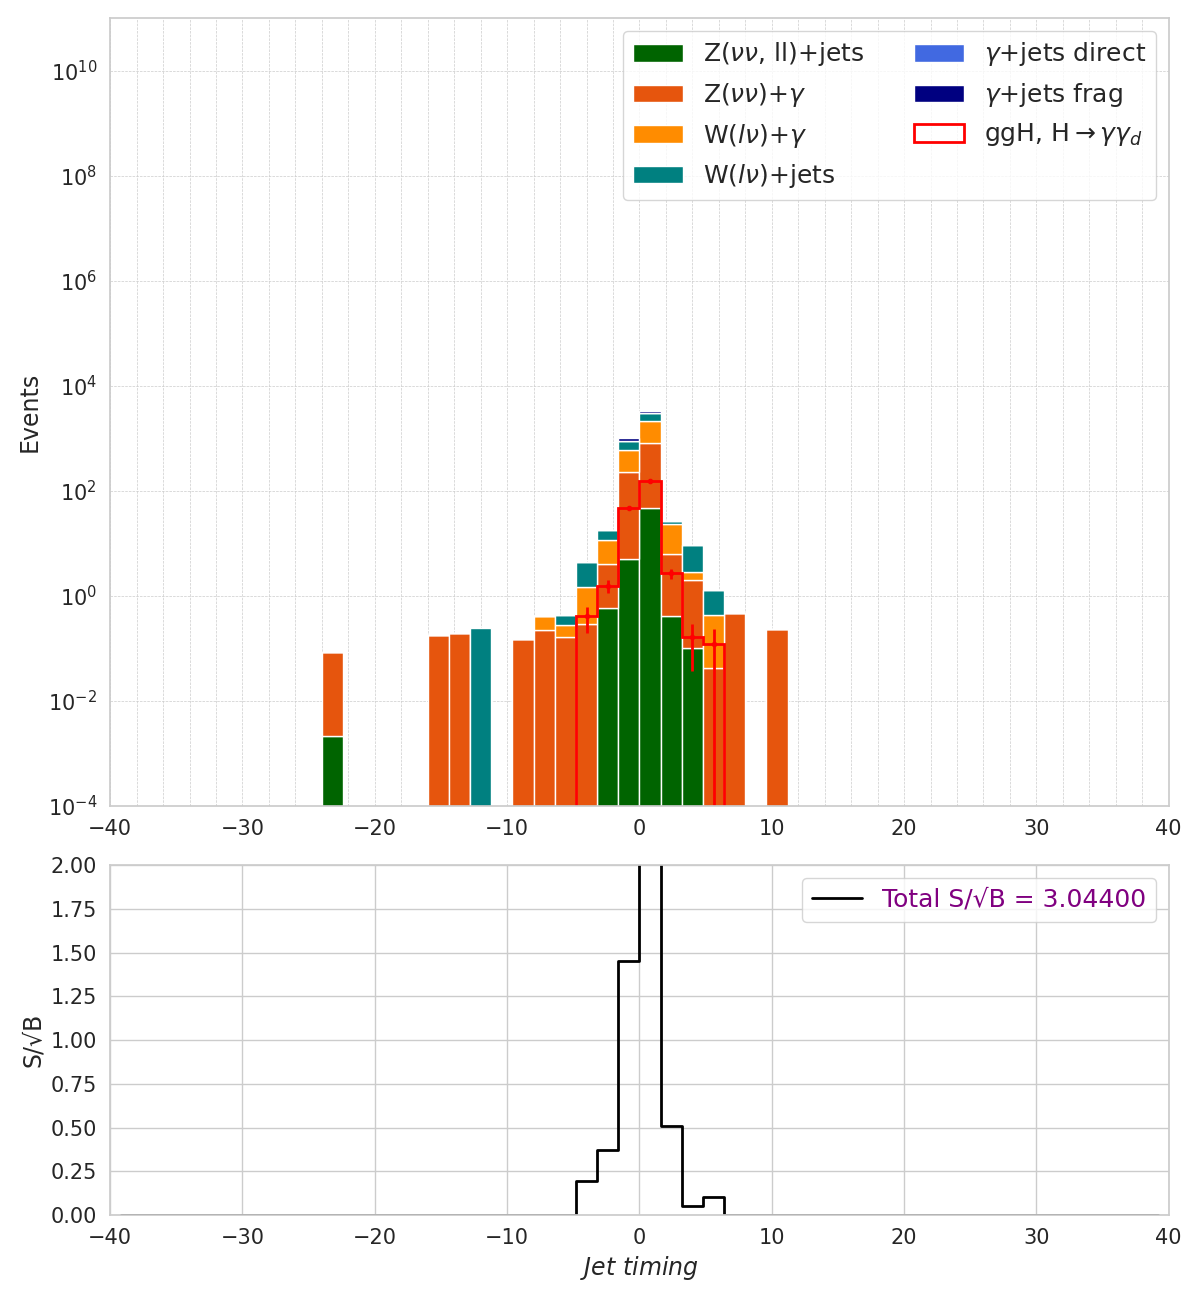 Z(νν, ll)+jets
Z(νν)+γ
W(lν)+γ
W(lν)+jets
γ+jets direct
γ+jets frag
ggH, H→γγ_d
Events
10^10
10^8
10^6
10^4
10^2
10^0
10^−2
10^−4
−40 −30 −20 −10 0 10 20 30 40
Total S/√B = 3.04400
S/√B
2.00
1.75
1.50
1.25
1.00
0.75
0.50
0.25
0.00
−40 −30 −20 −10 0 10 20 30 40
Jet timing